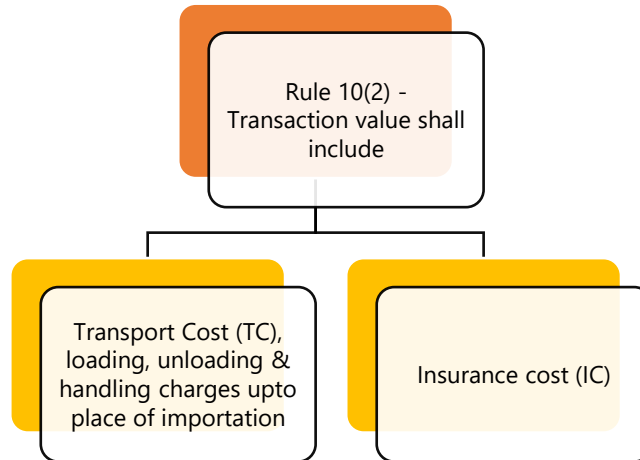 Rule 10(2) -
Transaction value shall
include
Transport Cost (TC),
loading, unloading &
handling charges upto
place of importation
Insurance cost (IC)